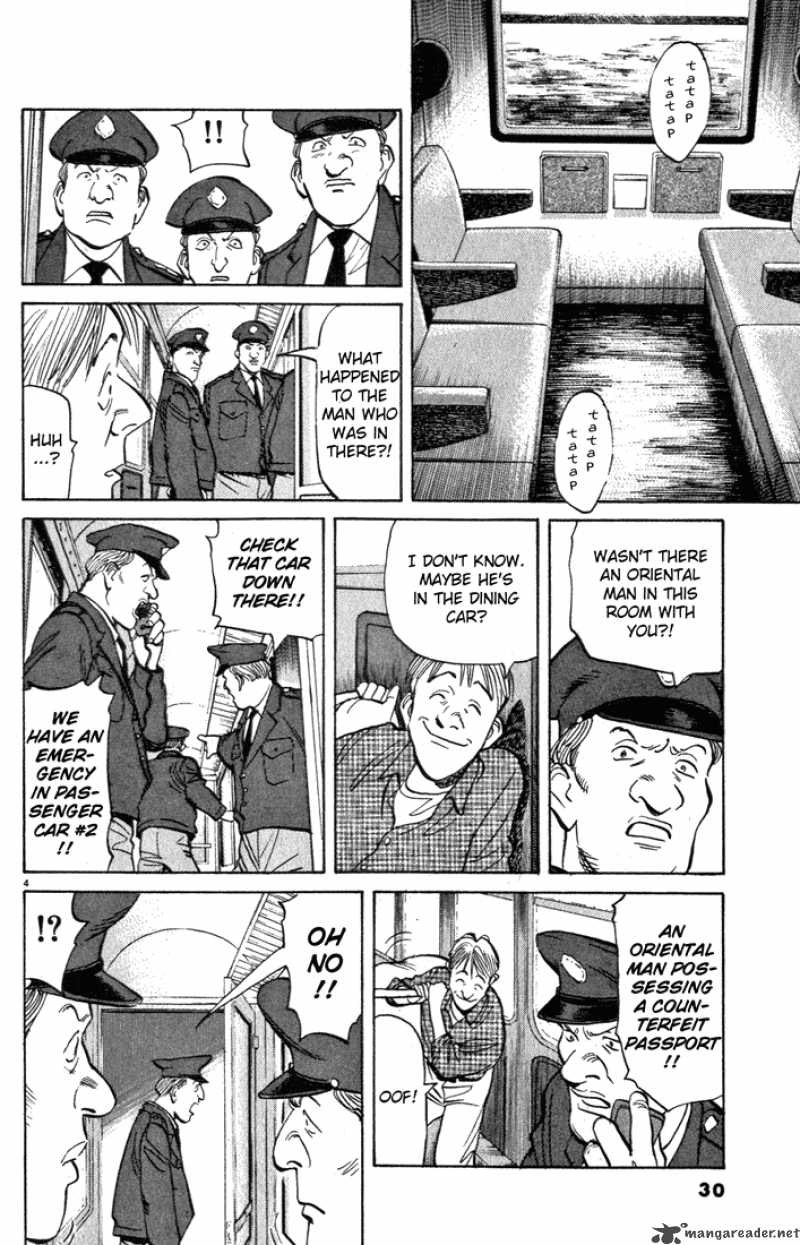 tatap
tatap
tatap
tatap
!!
WHAT
HAPPENED
TO THE
MAN WHO
WAS IN
THERE?!
HUH
...?
WASN'T THERE
AN ORIENTAL
MAN IN THIS
ROOM WITH
YOU?!
I DON'T KNOW.
MAYBE HE'S
IN THE DINING
CAR?
CHECK
THAT CAR
DOWN
THERE!!
WE
HAVE AN
EMER-
GENCY
IN PAS-
SENGER
CAR #2
!!
4
AN
ORIENTAL
MAN POS-
SESSING
A COUN-
TERFEIT
PASSPORT
!!
OOF!
OH
NO!!
!?
30
mangareader.net